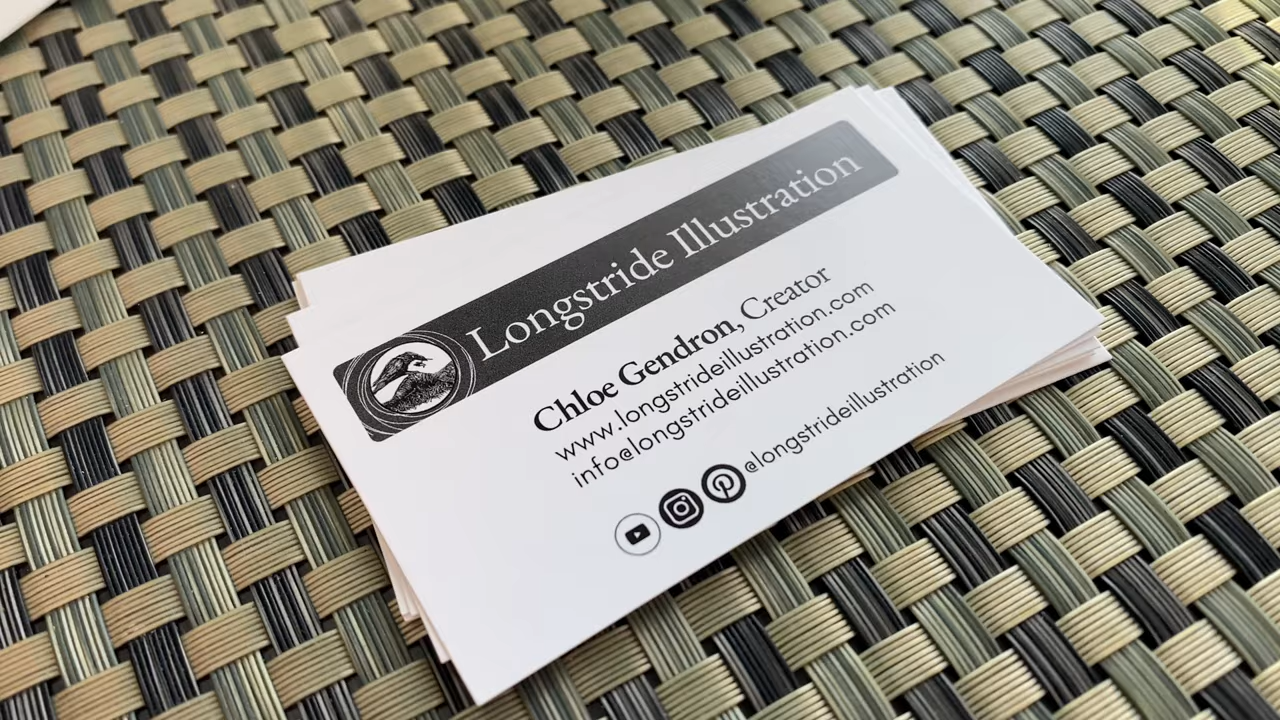 Longstride Illustration
Chloe Gendron, Creator
www.longstrideillustration.com
info@longstrideillustration.com
@longstrideillustration